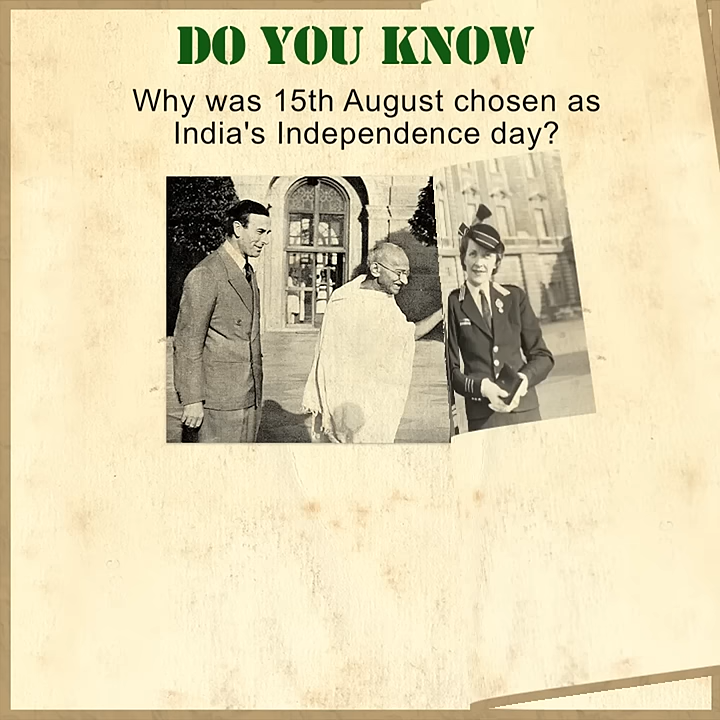 DO YOU KNOW
Why was 15th August chosen as
India's Independence day?